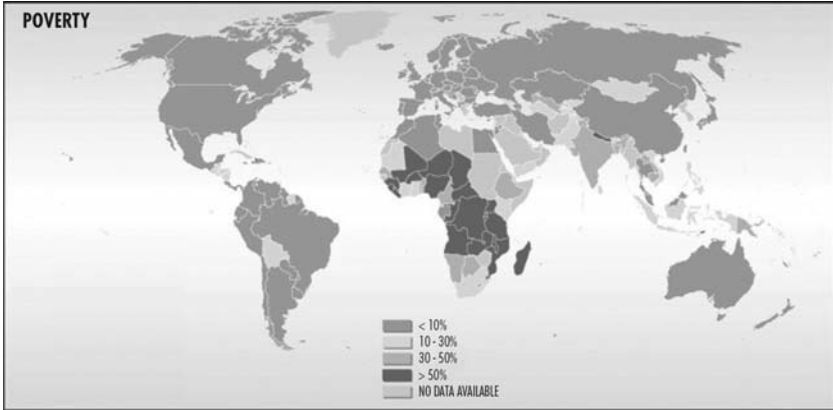 POVERTY
< 10%
10 - 30%
30 - 50%
> 50%
NO DATA AVAILABLE